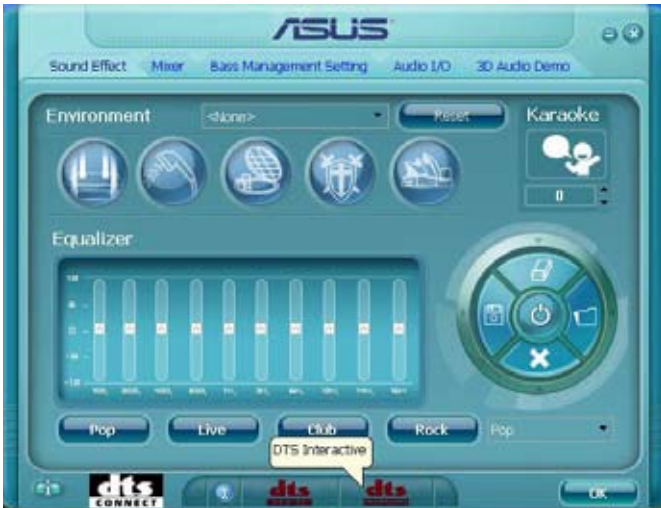 ASUS
Sound Effect Mixer Bass Management Setting Audio I/O 3D Audio Demo
Environment <None> Reset Karaoke
0
Equalizer
Pop Live Club Rock Pop
DTS Interactive
dts CONNECT
dts
dts
OK